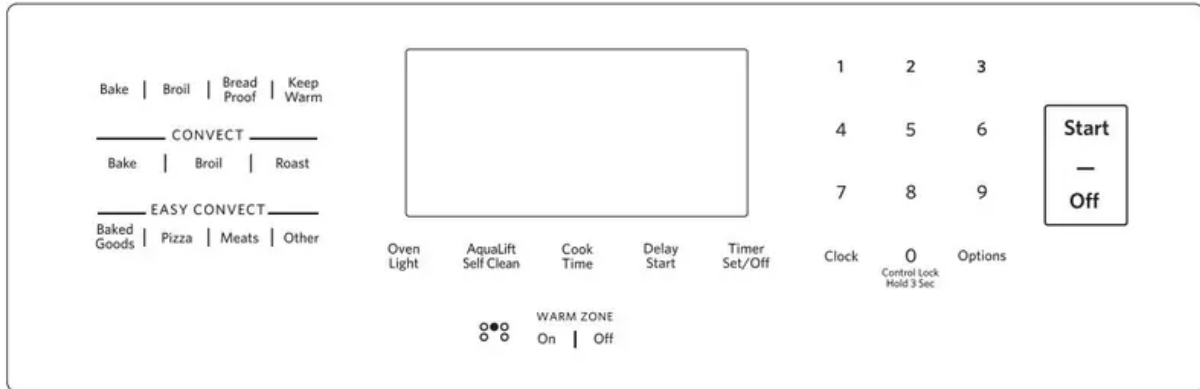 Bake | Broil | Bread Proof | Keep Warm
CONVECT
Bake | Broil | Roast
EASY CONVECT
Baked Goods | Pizza | Meats | Other
Oven Light
AquaLift Self Clean
Cook Time
Delay Start
Timer Set/Off
WARM ZONE
On | Off
1 2 3
4 5 6
7 8 9
Clock 0 Options
Control Lock
Hold 3 Sec
Start
—
Off